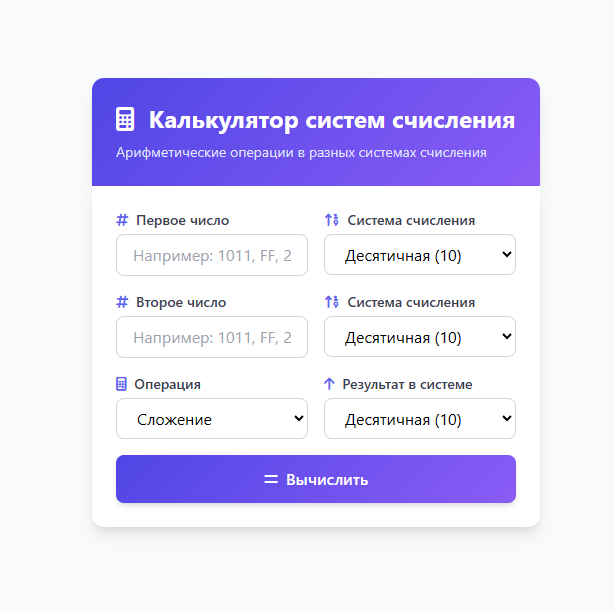 Калькулятор систем счисления
Арифметические операции в разных системах счисления
Первое число
Система счисления
Например: 1011, FF, 2
Десятичная (10)
Второе число
Система счисления
Например: 1011, FF, 2
Десятичная (10)
Операция
Результат в системе
Сложение
Десятичная (10)
Вычислить